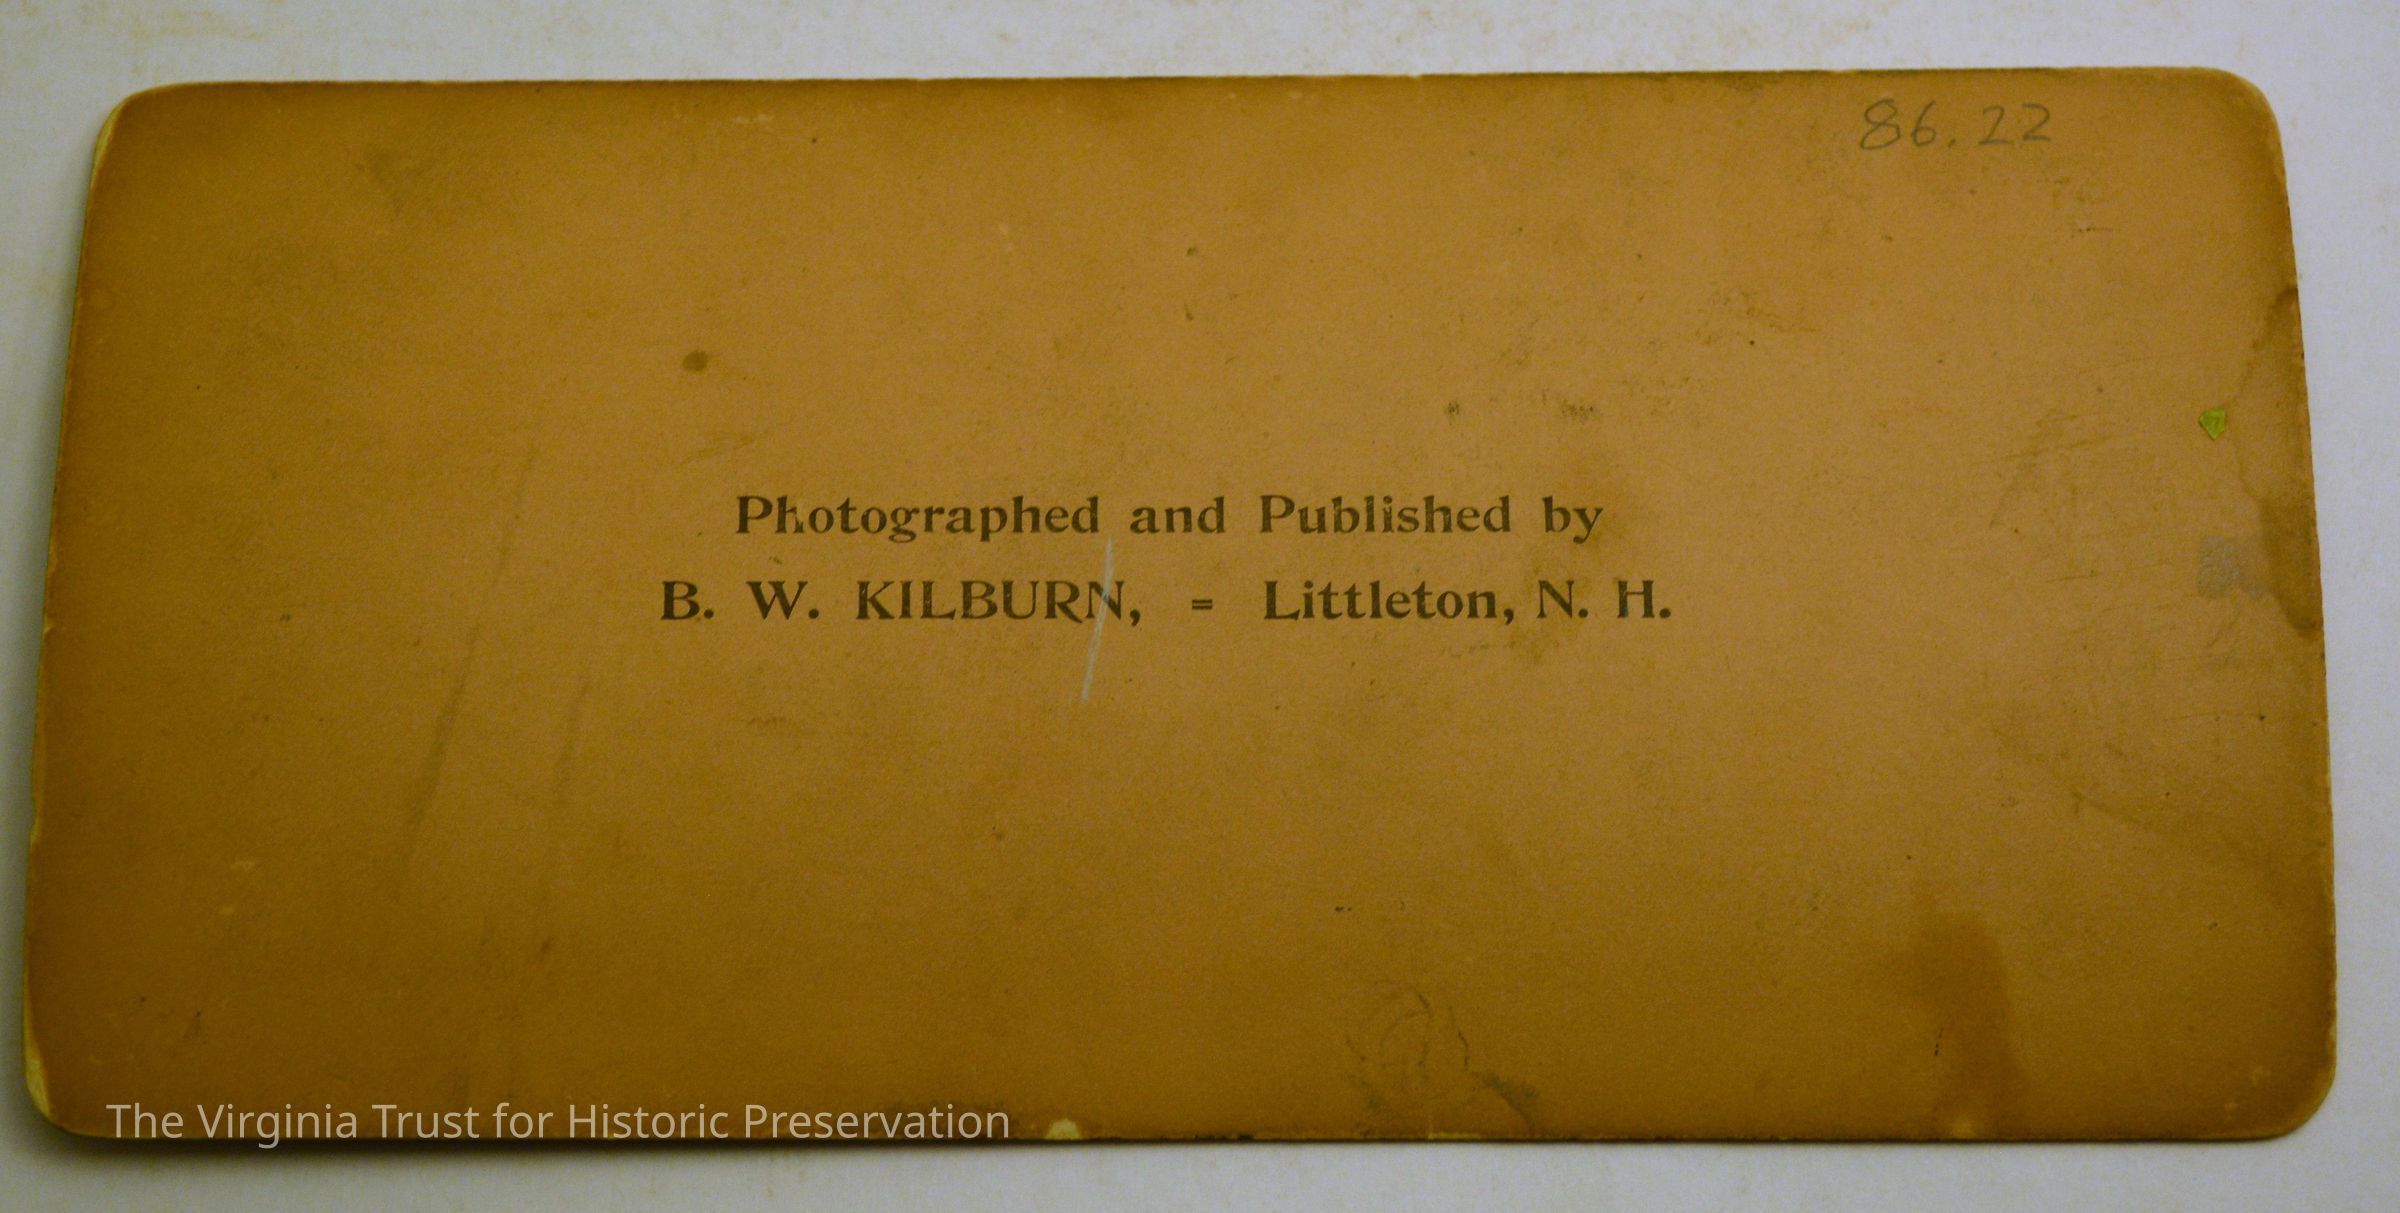 86.22
Photographed and Published by
B. W. KILBURN, = Littleton, N. H.
The Virginia Trust for Historic Preservation